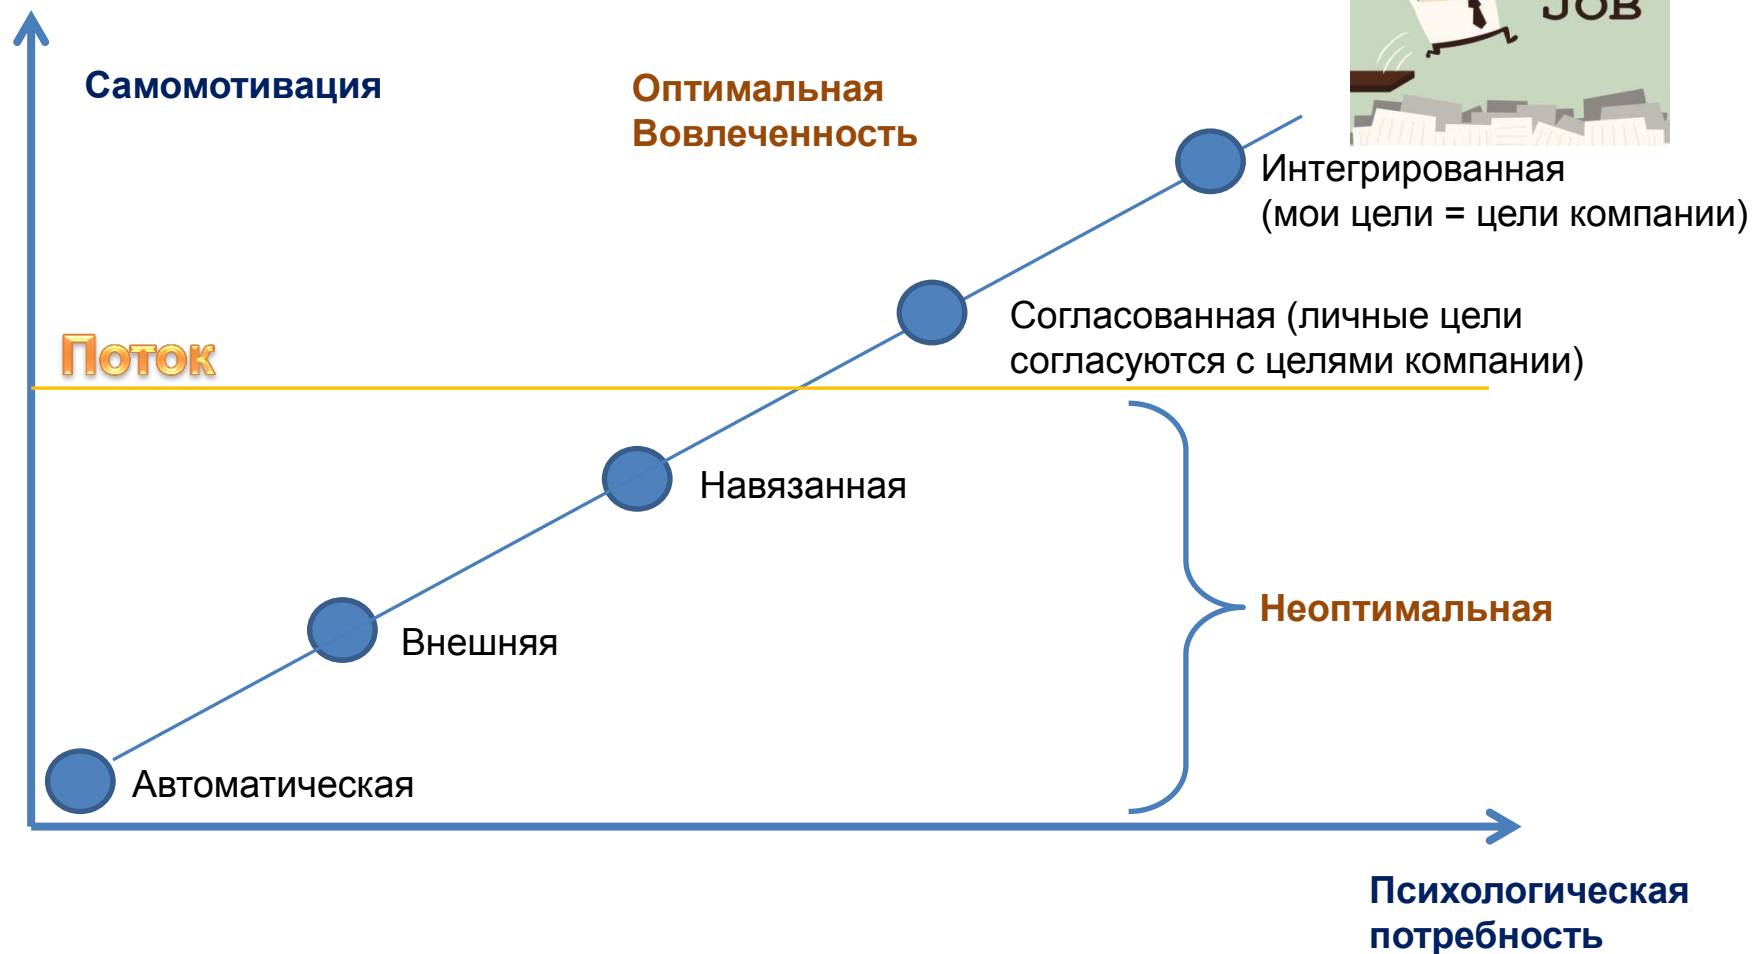 JOB
Самомотивация
Оптимальная
Вовлеченность
Интегрированная
(мои цели = цели компании)
Согласованная (личные цели
согласуются с целями компании)
Поток
Навязанная
Неоптимальная
Внешняя
Автоматическая
Психологическая
потребность